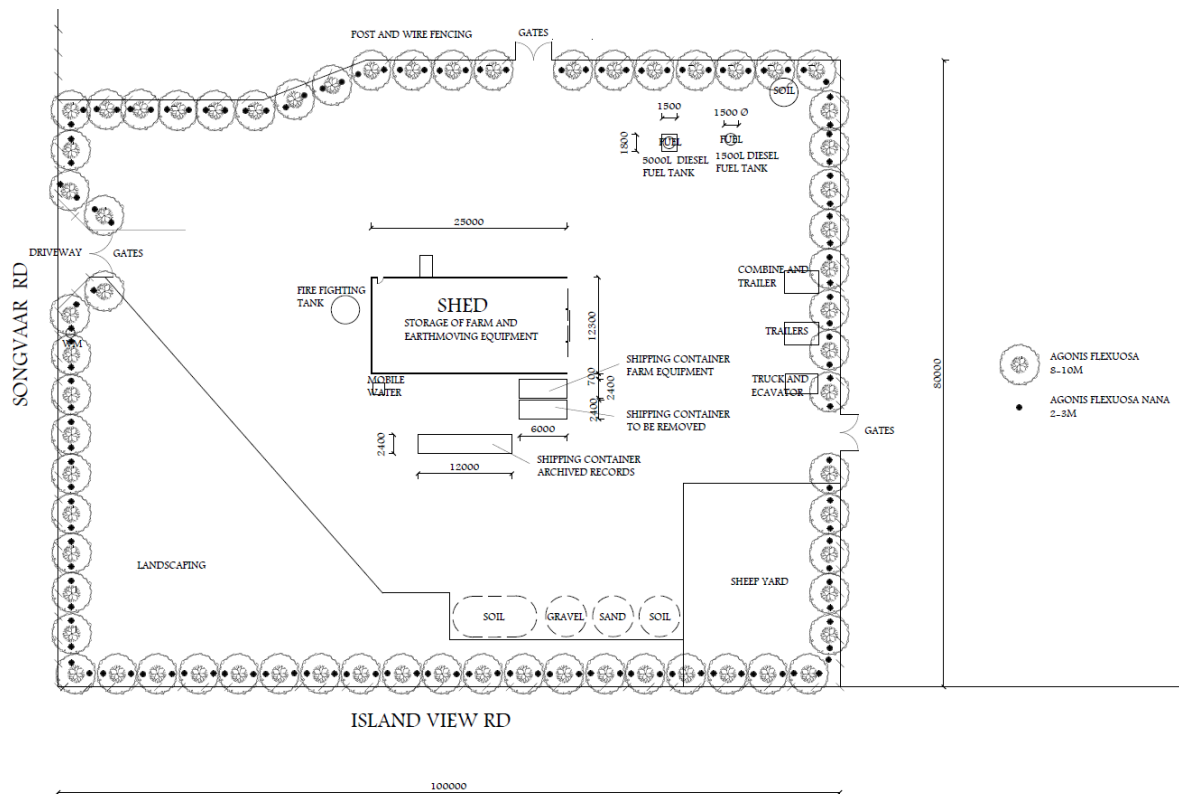 POST AND WIRE FENCING
GATES
SOIL
1500
1500 Ø
1800
FUEL
FUEL
5000L DIESEL
FUEL TANK
1500L DIESEL
FUEL TANK
25000
DRIVEWAY
GATES
SONGVAAR RD
FIRE FIGHTING
TANK
SHED
STORAGE OF FARM AND
EARTHMOVING EQUIPMENT
12300
COMBINE AND
TRAILER
TRAILERS
TRUCK AND
ECAVATOR
W.M
MOBILE
WATER
SHIPPING CONTAINER
FARM EQUIPMENT
700
2400
2400
SHIPPING CONTAINER
TO BE REMOVED
6000
2400
12000
SHIPPING CONTAINER
ARCHIVED RECORDS
GATES
80000
AGONIS FLEXUOSA
8-10M
AGONIS FLEXUOSA NANA
2-3M
LANDSCAPING
SHEEP YARD
SOIL
GRAVEL
SAND
SOIL
ISLAND VIEW RD
100000